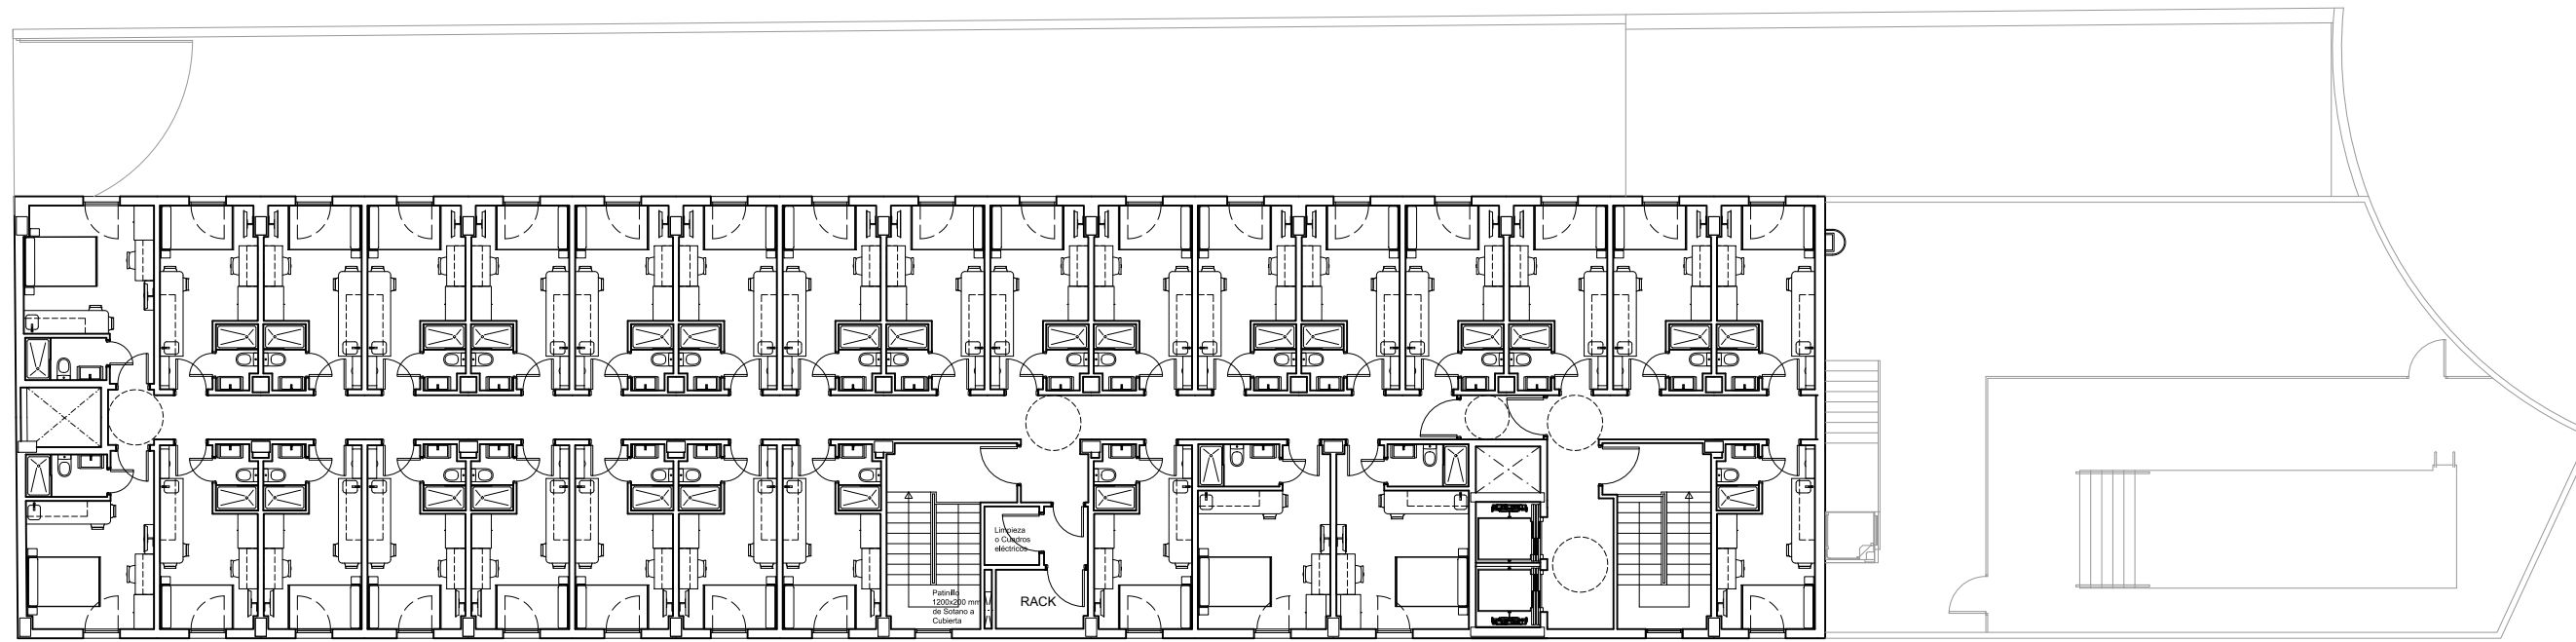 Limpieza
o Cuadros
eléctricos
Patinillo
1200x200 mm
de Sotano a
Cubierta
RACK